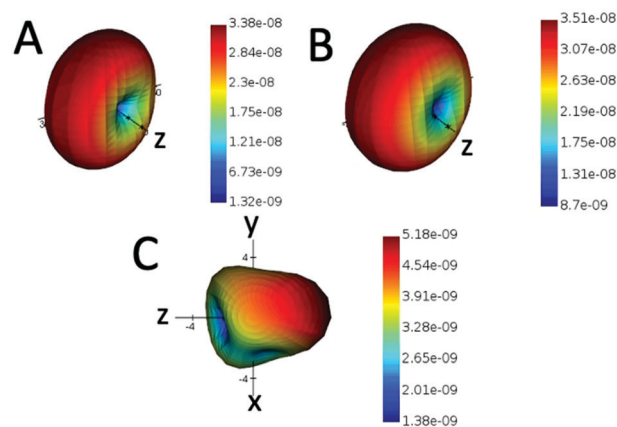 A
3.38e-08
2.84e-08
2.3e-08
1.75e-08
1.21e-08
6.73e-09
1.32e-09
z
B
3.51e-08
3.07e-08
2.63e-08
2.19e-08
1.75e-08
1.31e-08
8.7e-09
z
C
y
4
z
-4
-4
x
5.18e-09
4.54e-09
3.91e-09
3.28e-09
2.65e-09
2.01e-09
1.38e-09